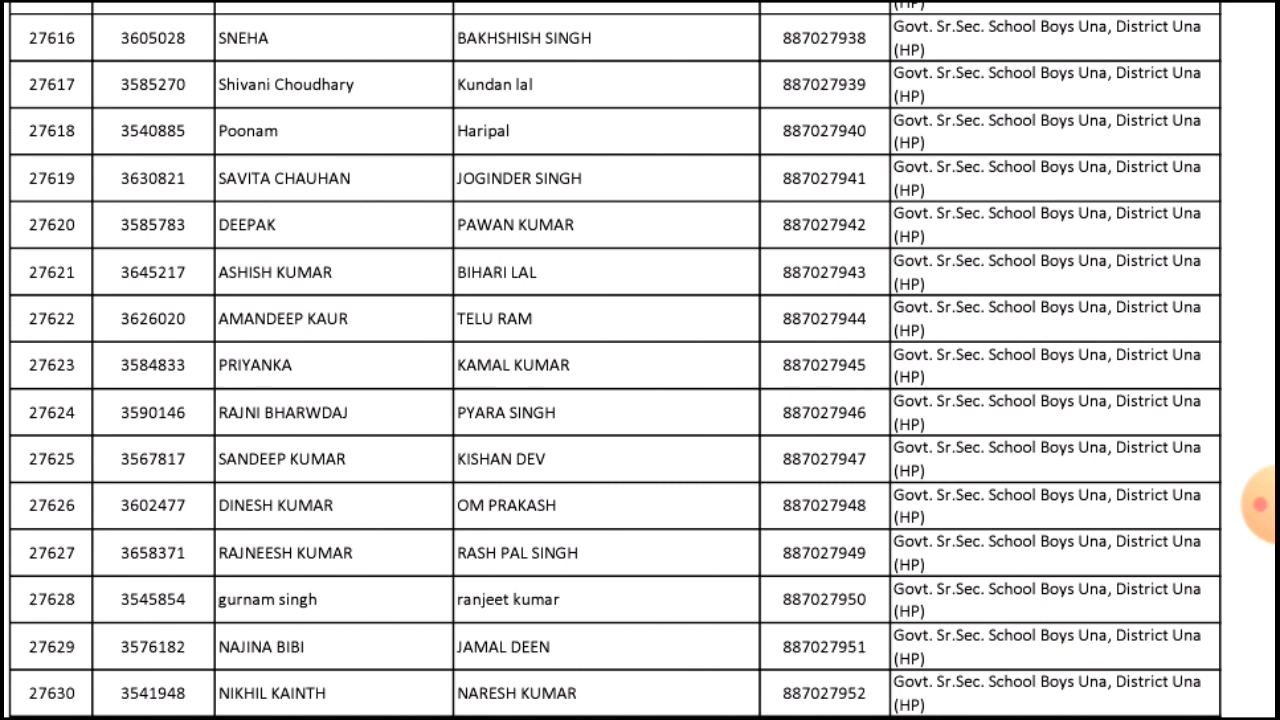 (HP)
27616 3605028 SNEHA BAKHSHISH SINGH 887027938 Govt. Sr.Sec. School Boys Una, District Una
(HP)
27617 3585270 Shivani Choudhary Kundan lal 887027939 Govt. Sr.Sec. School Boys Una, District Una
(HP)
27618 3540885 Poonam Haripal 887027940 Govt. Sr.Sec. School Boys Una, District Una
(HP)
27619 3630821 SAVITA CHAUHAN JOGINDER SINGH 887027941 Govt. Sr.Sec. School Boys Una, District Una
(HP)
27620 3585783 DEEPAK PAWAN KUMAR 887027942 Govt. Sr.Sec. School Boys Una, District Una
(HP)
27621 3645217 ASHISH KUMAR BIHARI LAL 887027943 Govt. Sr.Sec. School Boys Una, District Una
(HP)
27622 3626020 AMANDEEP KAUR TELU RAM 887027944 Govt. Sr.Sec. School Boys Una, District Una
(HP)
27623 3584833 PRIYANKA KAMAL KUMAR 887027945 Govt. Sr.Sec. School Boys Una, District Una
(HP)
27624 3590146 RAJNI BHARWDAJ PYARA SINGH 887027946 Govt. Sr.Sec. School Boys Una, District Una
(HP)
27625 3567817 SANDEEP KUMAR KISHAN DEV 887027947 Govt. Sr.Sec. School Boys Una, District Una
(HP)
27626 3602477 DINESH KUMAR OM PRAKASH 887027948 Govt. Sr.Sec. School Boys Una, District Una
(HP)
27627 3658371 RAJNEESH KUMAR RASH PAL SINGH 887027949 Govt. Sr.Sec. School Boys Una, District Una
(HP)
27628 3545854 gurnam singh ranjeet kumar 887027950 Govt. Sr.Sec. School Boys Una, District Una
(HP)
27629 3576182 NAJINA BIBI JAMAL DEEN 887027951 Govt. Sr.Sec. School Boys Una, District Una
(HP)
27630 3541948 NIKHIL KAINTH NARESH KUMAR 887027952 Govt. Sr.Sec. School Boys Una, District Una
(HP)